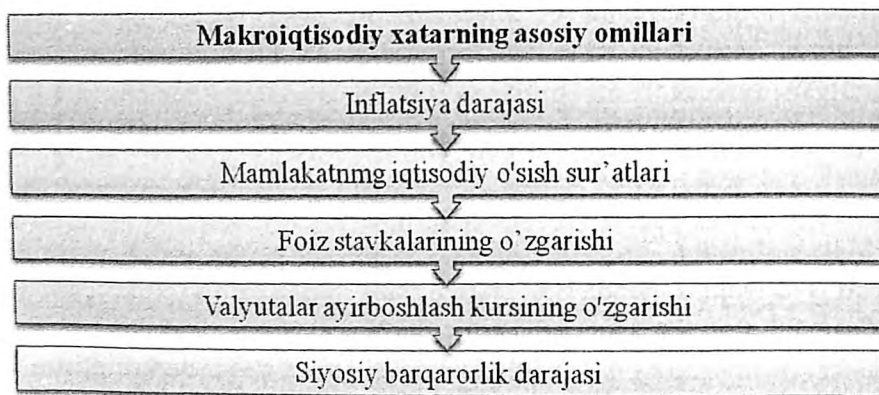 Makroiqtisodiy xatarning asosiy omillari
Inflatsiya darajasi
Mamlakatnmg iqtisodiy o'sish sur’atlari
Foiz stavkalarining o’zgarishi
Valyutalar ayirboshlash kursining o'zgarishi
Siyosiy barqarorlik darajasi